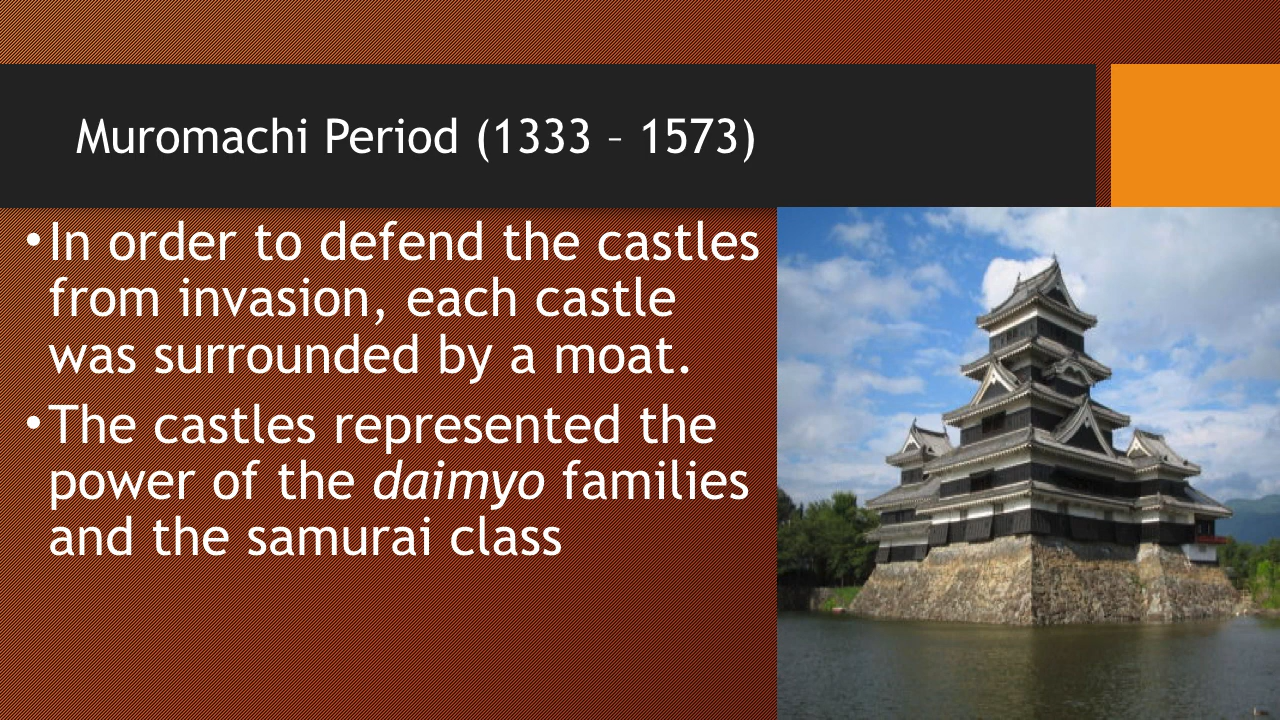 Muromachi Period (1333 – 1573)
•In order to defend the castles
from invasion, each castle
was surrounded by a moat.
•The castles represented the
power of the daimyo families
and the samurai class